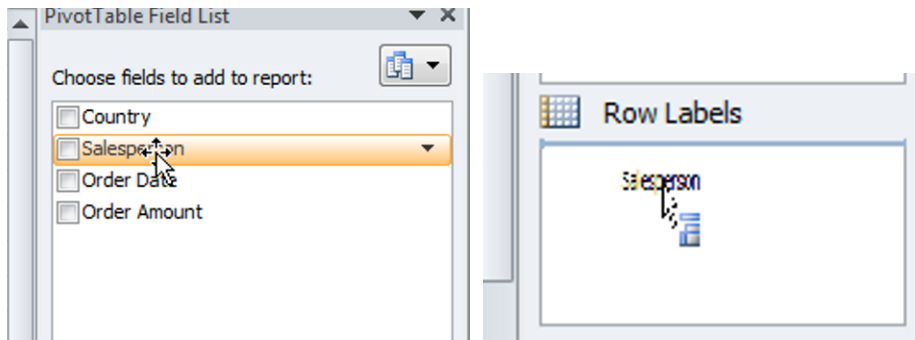 PivotTable Field List
Choose fields to add to report:
Country
Salesperson
Order Date
Order Amount
Row Labels
Salesperson